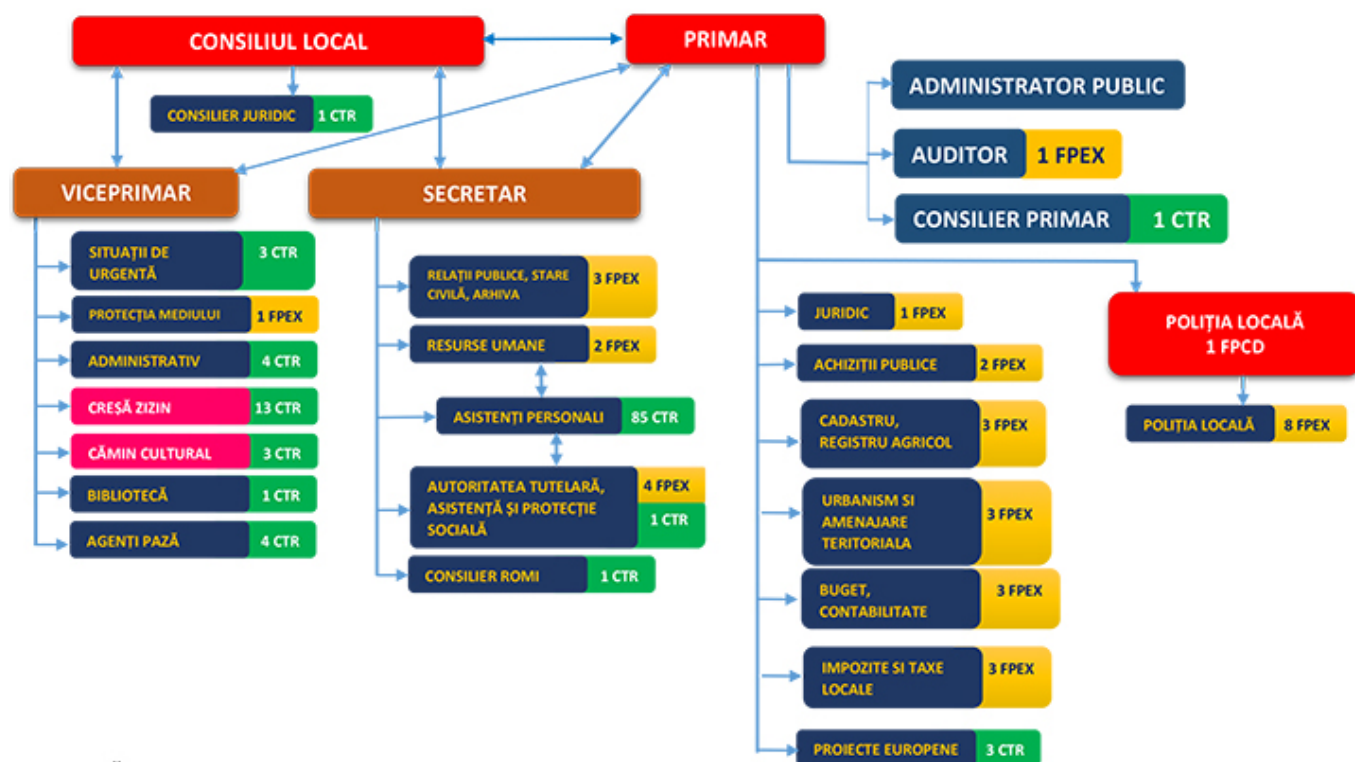 CONSILIUL LOCAL
PRIMAR
CONSILIER JURIDIC 1 CTR
ADMINISTRATOR PUBLIC
AUDITOR 1 FPEX
CONSILIER PRIMAR 1 CTR
VICEPRIMAR
SITUAȚII DE 3 CTR
URGENTĂ
PROTECȚIA MEDIULUI 1 FPEX
ADMINISTRATIV 4 CTR
CREȘĂ ZIZIN 13 CTR
CĂMIN CULTURAL 3 CTR
BIBLIOTECĂ 1 CTR
AGENȚI PAZĂ 4 CTR
SECRETAR
RELAȚII PUBLICE, STARE 3 FPEX
CIVILĂ, ARHIVA
RESURSE UMANE 2 FPEX
ASISTENȚI PERSONALI 85 CTR
AUTORITATEA TUTELARĂ, 4 FPEX
ASISTENȚĂ ȘI PROTECȚIE 1 CTR
SOCIALĂ
CONSILIER ROMI 1 CTR
JURIDIC 1 FPEX
ACHIZIȚII PUBLICE 2 FPEX
CADASTRU, 3 FPEX
REGISTRU AGRICOL
URBANISM SI 3 FPEX
AMENAJARE
TERITORIALA
BUGET, 3 FPEX
CONTABILITATE
IMPOZITE SI TAXE 3 FPEX
LOCALE
PROIECTE EUROPENE 3 CTR
POLIȚIA LOCALĂ
1 FPCD
POLIȚIA LOCALĂ 8 FPEX